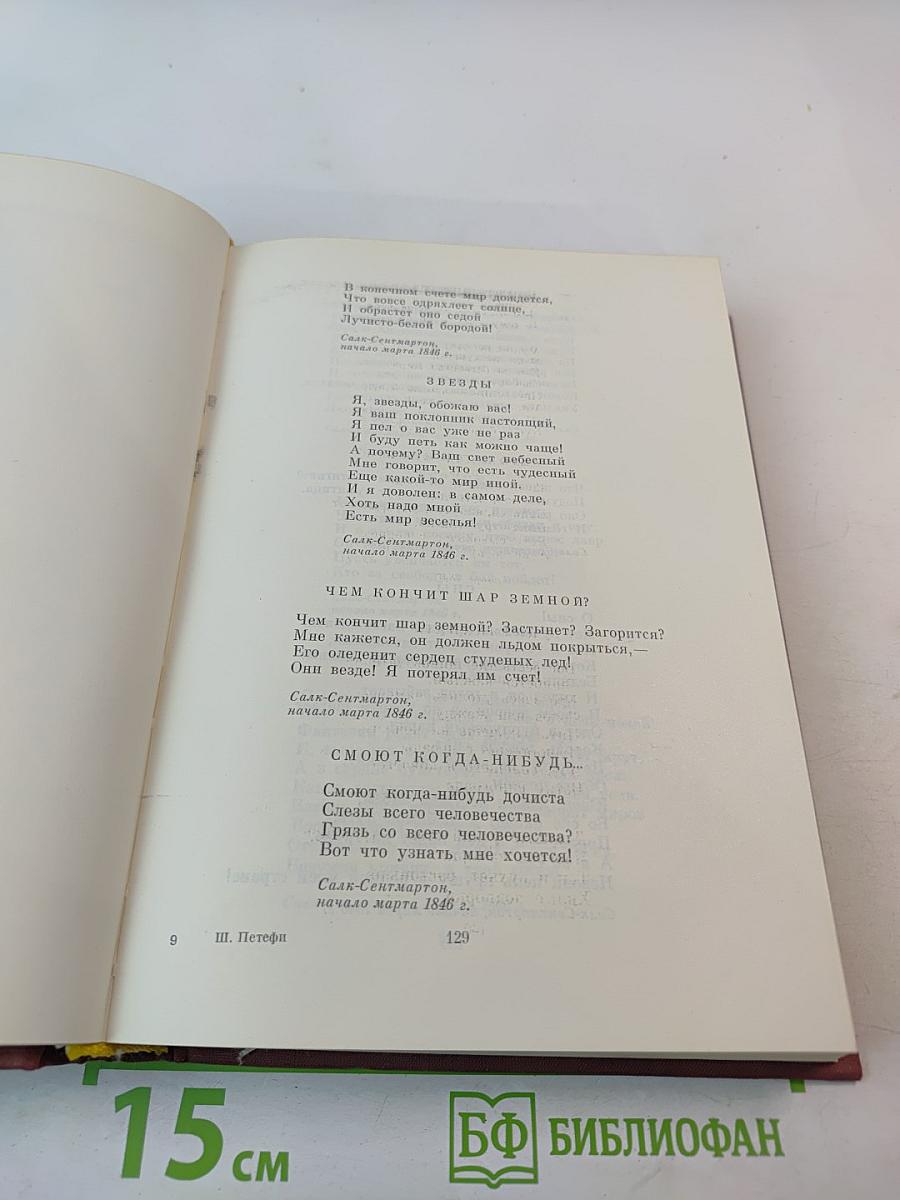 В конечном счете мир дождется,
Что вовсе одряхлеет солнце,
И обрастет оно седой
Лучисто-белой бородой!
Салк-Сентмартон,
начало марта 1846 г.
ЗВЕЗДЫ
Я, звезды, обожаю вас!
Я ваш поклонник настоящий,
Я пел о вас уже не раз
И буду петь как можно чаще!
А почему? Ваш свет небесный
Мне говорит, что есть чудесный
Еще какой-то мир иной.
И я доволен: в самом деле,
Хоть надо мной
Есть мир веселья!
Салк-Сентмартон,
начало марта 1846 г.
ЧЕМ КОНЧИТ ШАР ЗЕМНОЙ?
Чем кончит шар земной? Застынет? Загорится?
Мне кажется, он должен льдом покрыться,—
Его оледенит сердец студеных лед!
Они везде! Я потерял им счет!
Салк-Сентмартон,
начало марта 1846 г.
СМОЮТ КОГДА-НИБУДЬ...
Смоют когда-нибудь дочиста
Слезы всего человечества
Грязь со всего человечества?
Вот что узнать мне хочется!
Салк-Сентмартон,
начало марта 1846 г.
9 Ш. Петефи 129
15 см БФ БИБЛИОФАН